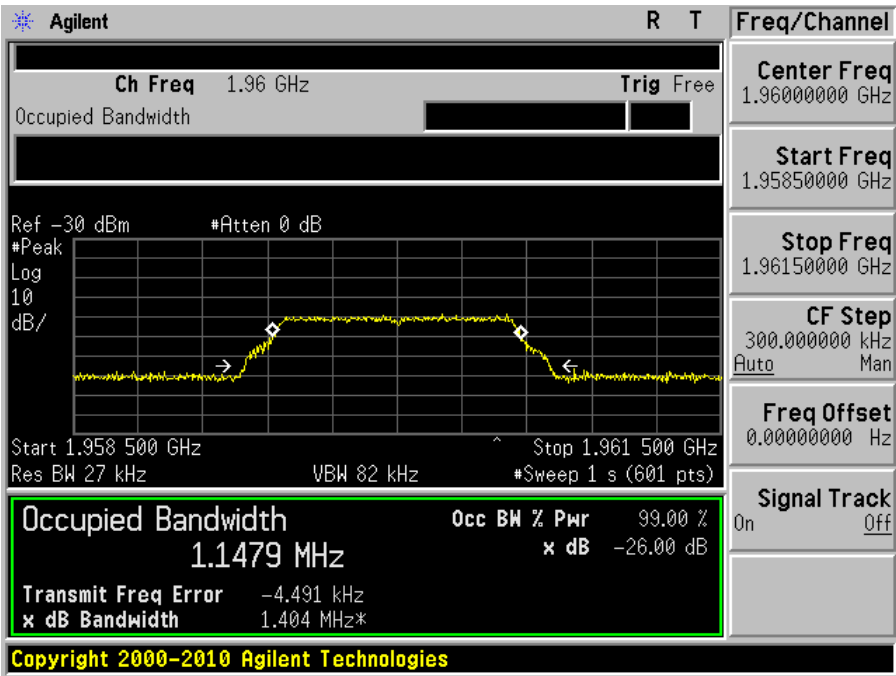 Agilent R T
Ch Freq 1.96 GHz Trig Free
Occupied Bandwidth
Ref -30 dBm #Atten 0 dB
#Peak
Log
10
dB/
Start 1.958 500 GHz ^ Stop 1.961 500 GHz
Res BW 27 kHz VBW 82 kHz #Sweep 1 s (601 pts)
Occupied Bandwidth Occ BW % Pwr 99.00 %
1.1479 MHz x dB -26.00 dB
Transmit Freq Error -4.491 kHz
x dB Bandwidth 1.404 MHz*
Copyright 2000-2010 Agilent Technologies
Freq/Channel
Center Freq
1.96000000 GHz
Start Freq
1.95850000 GHz
Stop Freq
1.96150000 GHz
CF Step
300.000000 kHz
Auto Man
Freq Offset
0.00000000 Hz
Signal Track
On Off